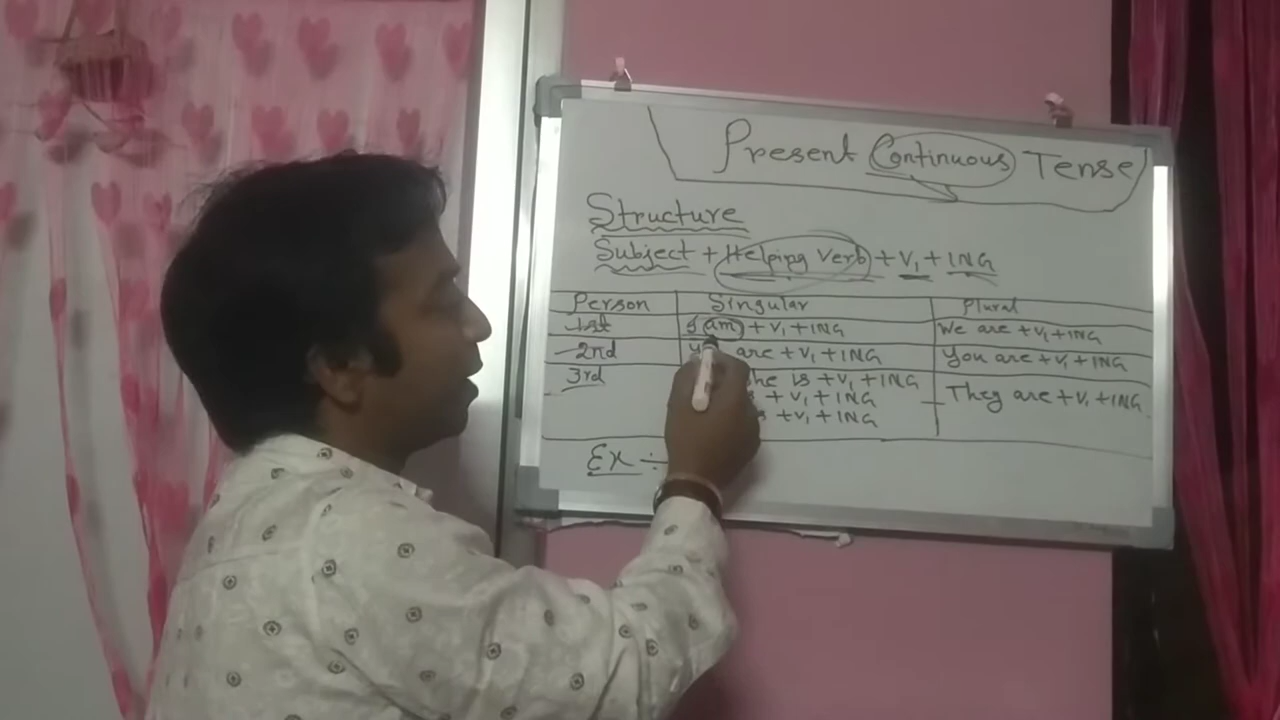 Present Continuous Tense
Structure
Subject + Helping Verb + V1 + ING
Person Singular Plural
1st I am + V1 + ING We are + V1 + ING
2nd are + V1 + ING You are + V1 + ING
3rd she is + V1 + ING They are + V1 + ING
+ V1 + ING
+ V1 + ING
Ex :-